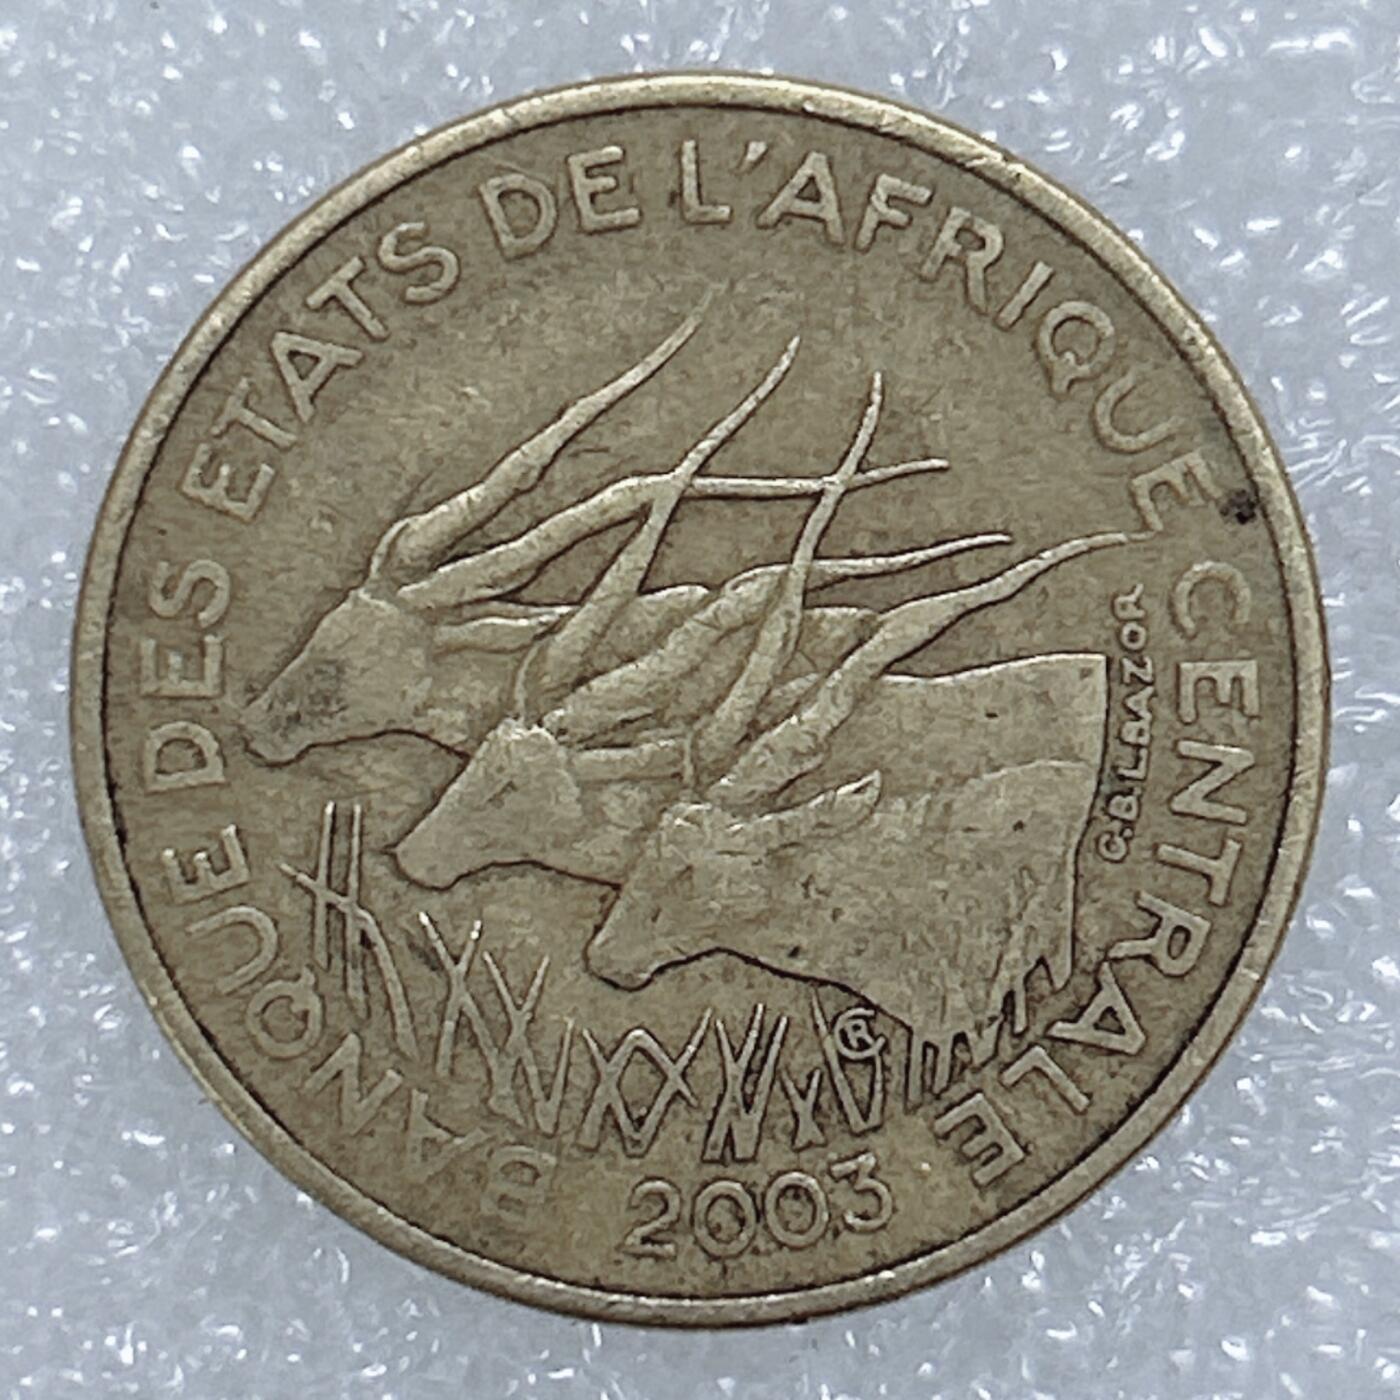 BANQUE DES ETATS DE L'AFRIQUE CENTRALE
G.B.L.BAZOR
2003